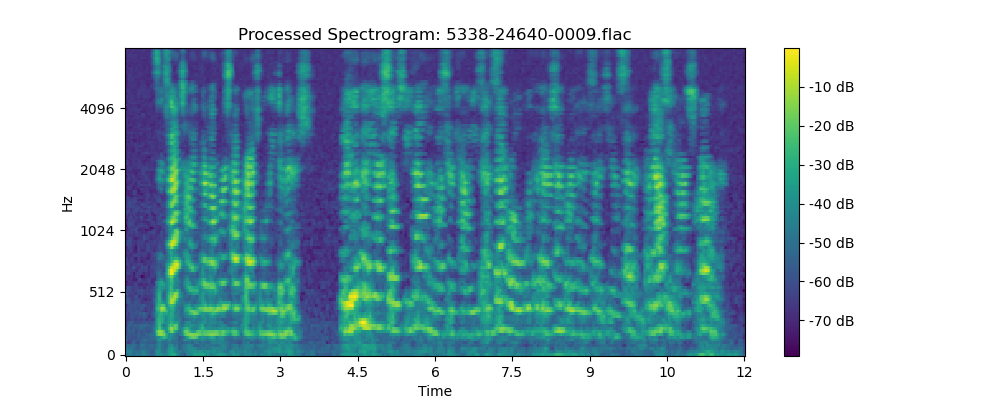 Processed Spectrogram: 5338-24640-0009.flac
Hz
4096
2048
1024
512
0
0 1.5 3 4.5 6 7.5 9 10 12
Time
-10 dB
-20 dB
-30 dB
-40 dB
-50 dB
-60 dB
-70 dB